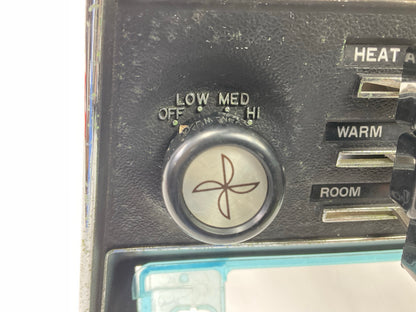 LOW MED
OFF HI
HEAT A
WARM
ROOM